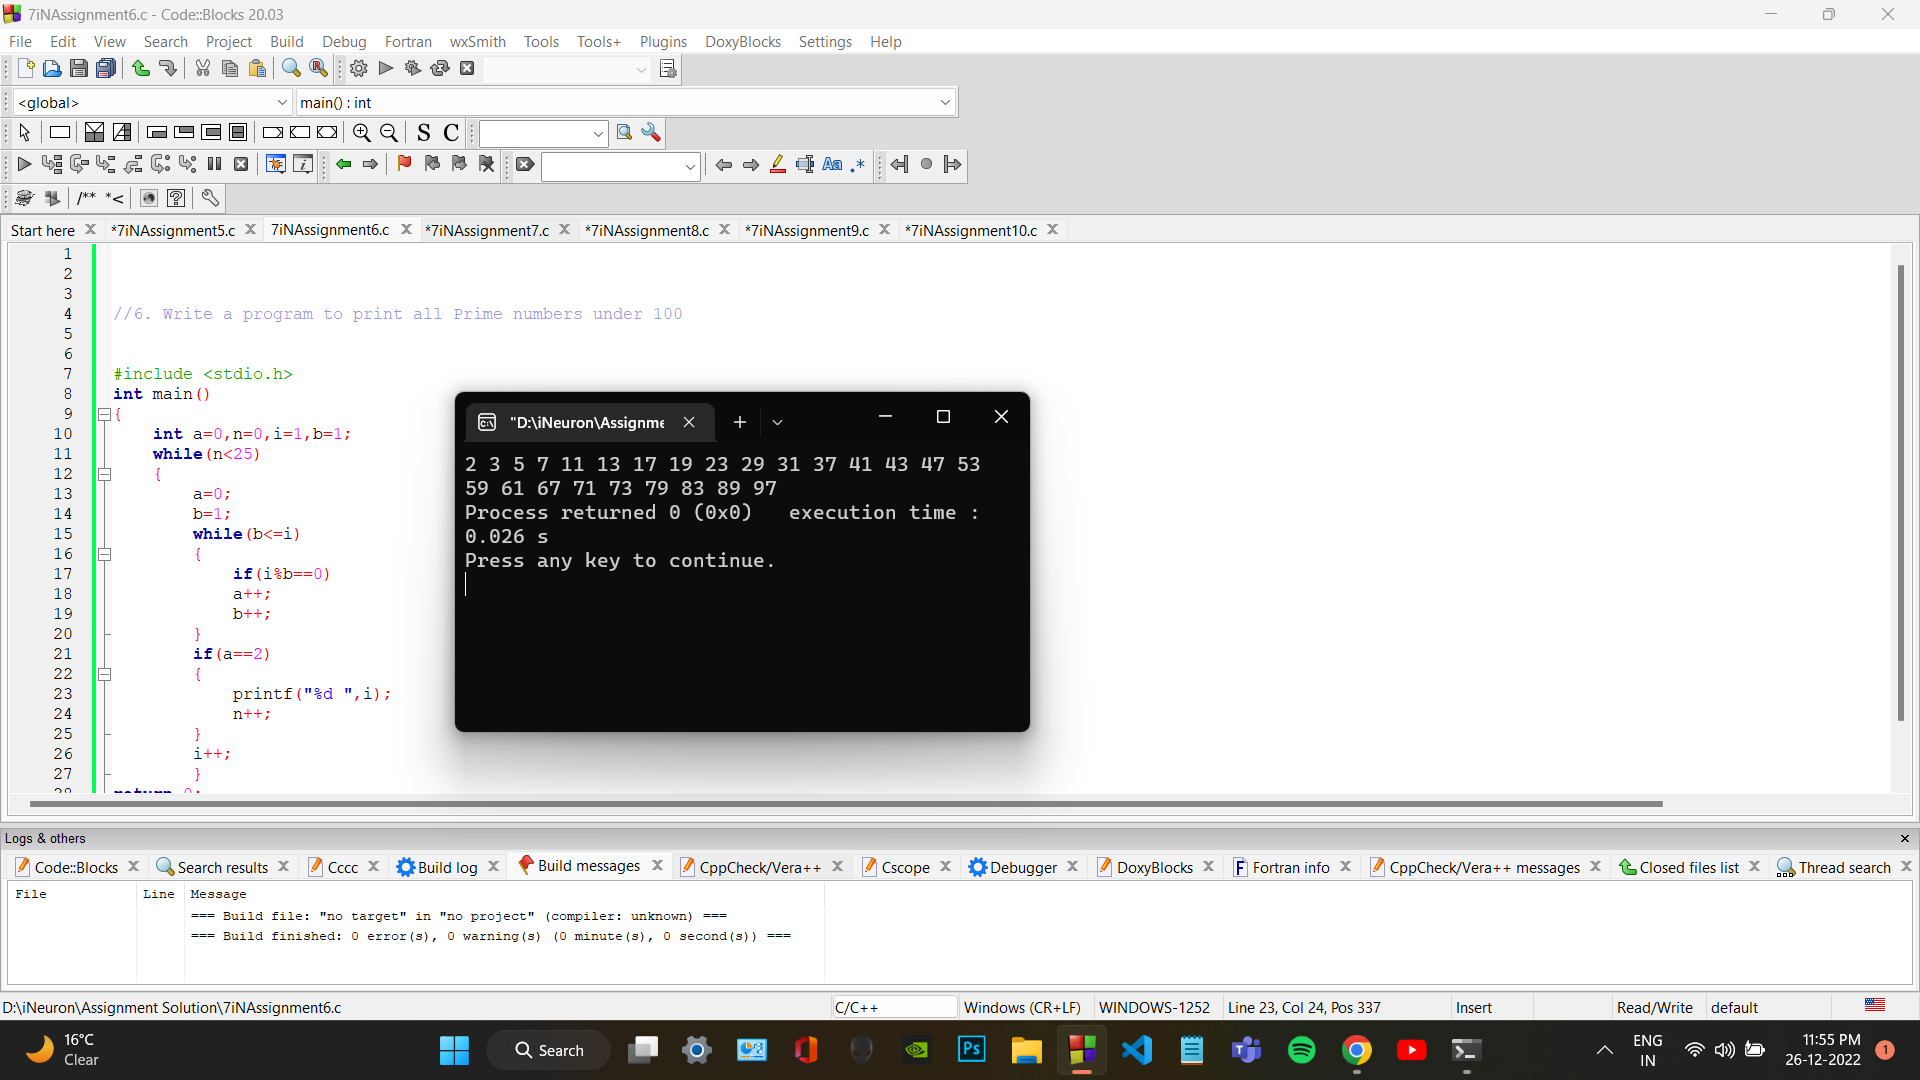 7iNAssignment6.c - Code::Blocks 20.03
File Edit View Search Project Build Debug Fortran wxSmith Tools Tools+ Plugins DoxyBlocks Settings Help
<global> main() : int
S C
Aa .*
/** *<
Start here *7iNAssignment5.c 7iNAssignment6.c *7iNAssignment7.c *7iNAssignment8.c *7iNAssignment9.c *7iNAssignment10.c
1
2
3
4 //6. Write a program to print all Prime numbers under 100
5
6
7 #include <stdio.h>
8 int main()
9 {
10 int a=0,n=0,i=1,b=1;
11 while(n<25)
12 {
13 a=0;
14 b=1;
15 while(b<=i)
16 {
17 if(i%b==0)
18 a++;
19 b++;
20 }
21 if(a==2)
22 {
23 printf("%d ",i);
24 n++;
25 }
26 i++;
27 }
28 return 0;
"D:\iNeuron\Assignme
2 3 5 7 11 13 17 19 23 29 31 37 41 43 47 53
59 61 67 71 73 79 83 89 97
Process returned 0 (0x0) execution time :
0.026 s
Press any key to continue.
Logs & others
Code::Blocks Search results Cccc Build log Build messages CppCheck/Vera++ Cscope Debugger DoxyBlocks Fortran info CppCheck/Vera++ messages Closed files list Thread search
File Line Message
=== Build file: "no target" in "no project" (compiler: unknown) ===
=== Build finished: 0 error(s), 0 warning(s) (0 minute(s), 0 second(s)) ===
D:\iNeuron\Assignment Solution\7iNAssignment6.c C/C++ Windows (CR+LF) WINDOWS-1252 Line 23, Col 24, Pos 337 Insert Read/Write default
16°C
Clear
Search
Ps
ENG
IN
11:55 PM
26-12-2022
1